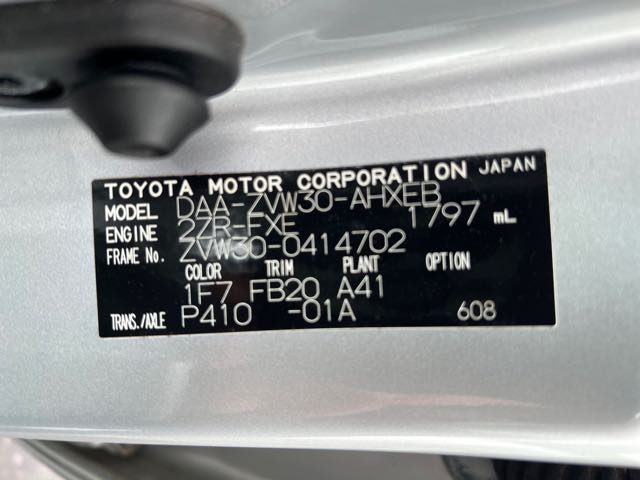 TOYOTA MOTOR CORPORATION JAPAN
MODEL DAA-ZVW30-AHXEB
ENGINE 2ZR-FXE 1797 mL
FRAME No. ZVW30-0414702
COLOR TRIM PLANT OPTION
1F7 FB20 A41
TRANS./AXLE P410 -01A 608